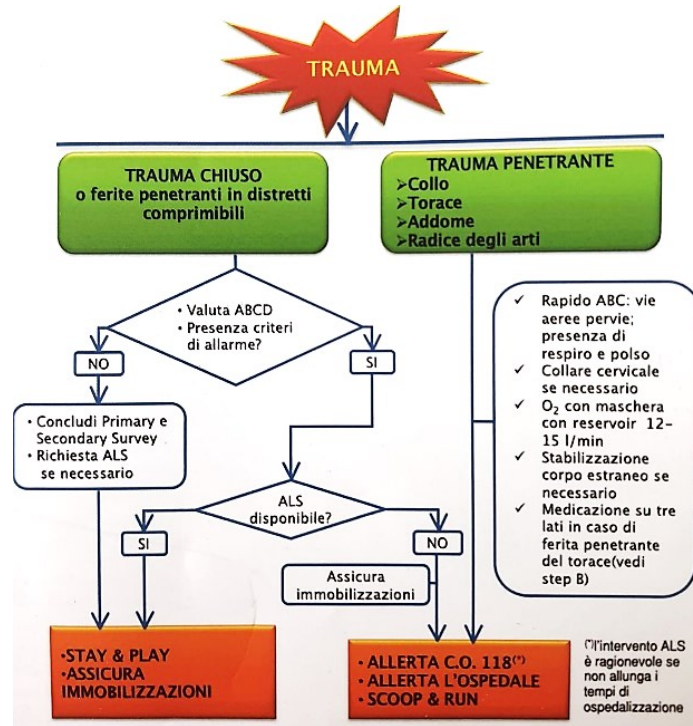 TRAUMA
TRAUMA CHIUSO
o ferite penetranti in distretti
comprimibili
TRAUMA PENETRANTE
➢Collo
➢Torace
➢Addome
➢Radice degli arti
• Valuta ABCD
• Presenza criteri
di allarme?
NO
SI
• Concludi Primary e
Secondary Survey
• Richiesta ALS
se necessario
ALS
disponibile?
SI
NO
Assicura
immobilizzazioni
✓ Rapido ABC: vie
aeree pervie;
presenza di
respiro e polso
✓ Collare cervicale
se necessario
✓ O₂ con maschera
con reservoir 12-
15 l/min
✓ Stabilizzazione
corpo estraneo se
necessario
✓ Medicazione su tre
lati in caso di
ferita penetrante
del torace(vedi
step B)
•STAY & PLAY
•ASSICURA
IMMOBILIZZAZIONI
• ALLERTA C.O. 118(*)
• ALLERTA L'OSPEDALE
• SCOOP & RUN
(*)l'intervento ALS
è ragionevole se
non allunga i
tempi di
ospedalizzazione